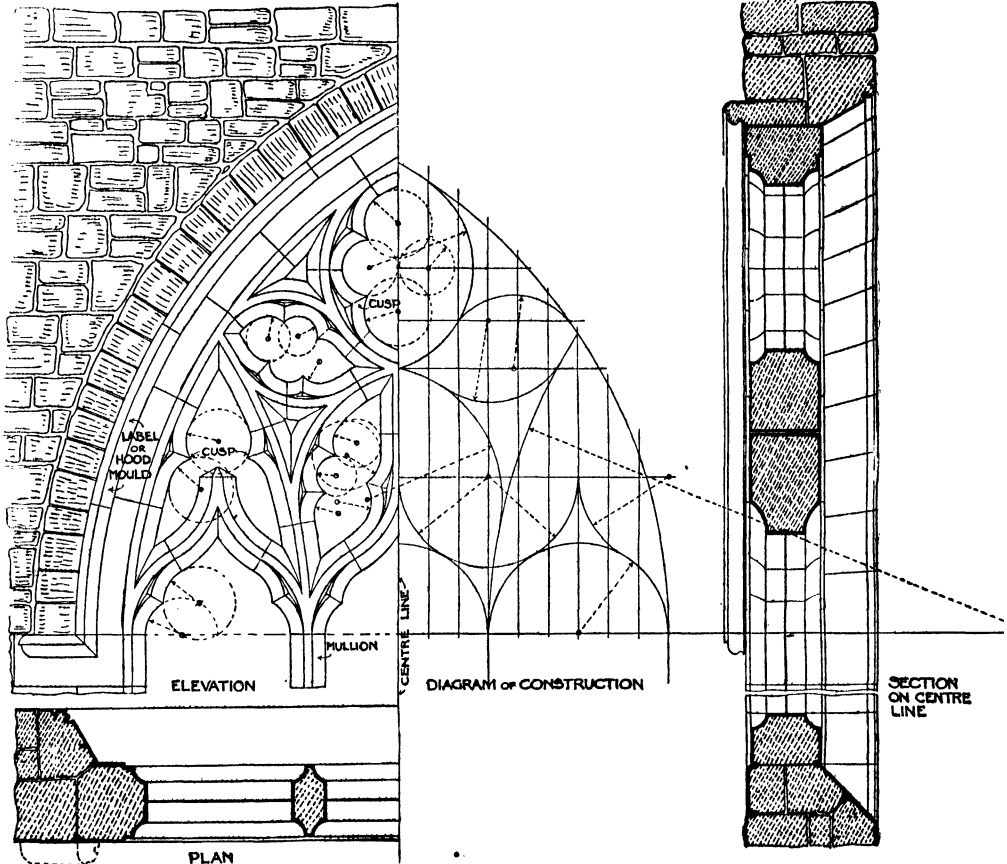 CUSP
LABEL
OR
HOOD
MOULD
CUSP
CENTRE LINE
MULLION
ELEVATION
DIAGRAM OF CONSTRUCTION
SECTION
ON CENTRE
LINE
PLAN